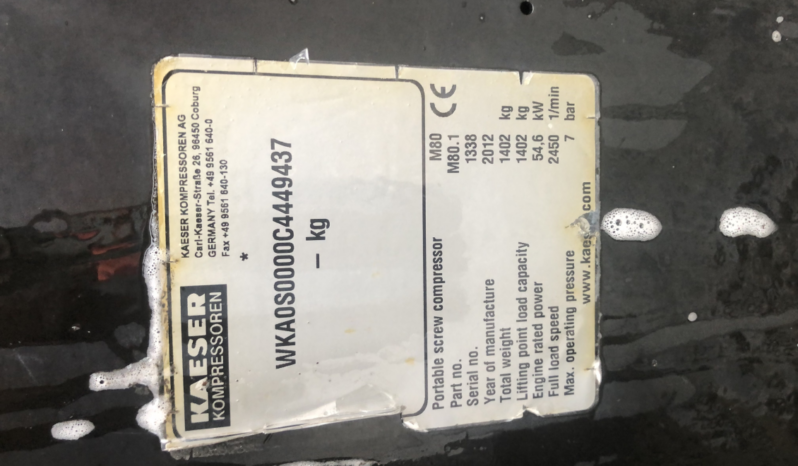 KAESER
KOMPRESSOREN
KAESER KOMPRESSOREN AG
Carl-Kaeser-Straße 26, 96450 Coburg
GERMANY Tel. +49 9561 640-0
Fax +49 9561 640-130
*
WKA0S0000C4449437
– kg
Portable screw compressor M80
Part no. M80.1
Serial no. 1338
Year of manufacture 2012
Total weight 1402 kg
Lifting point load capacity 1402 kg
Engine rated power 54,6 kW
Full load speed 2450 1/min
Max. operating pressure 7 bar
CE
www.kaeser.com